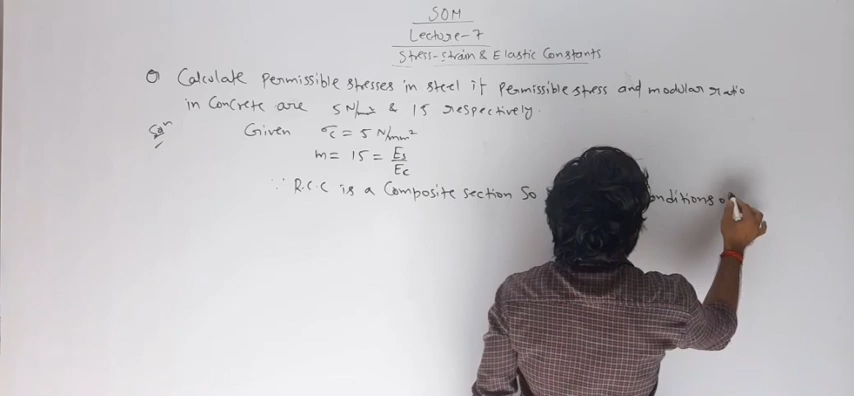 SOM
Lecture-7
Stress-strain & Elastic Constants
Q Calculate permissible stresses in steel if permissible stress and modular ratio
in Concrete are 5 N/mm² & 15 respectively.
Solⁿ Given σc = 5 N/mm²
m = 15 = Es/Ec
∵ R.C.C is a Composite section So onditions